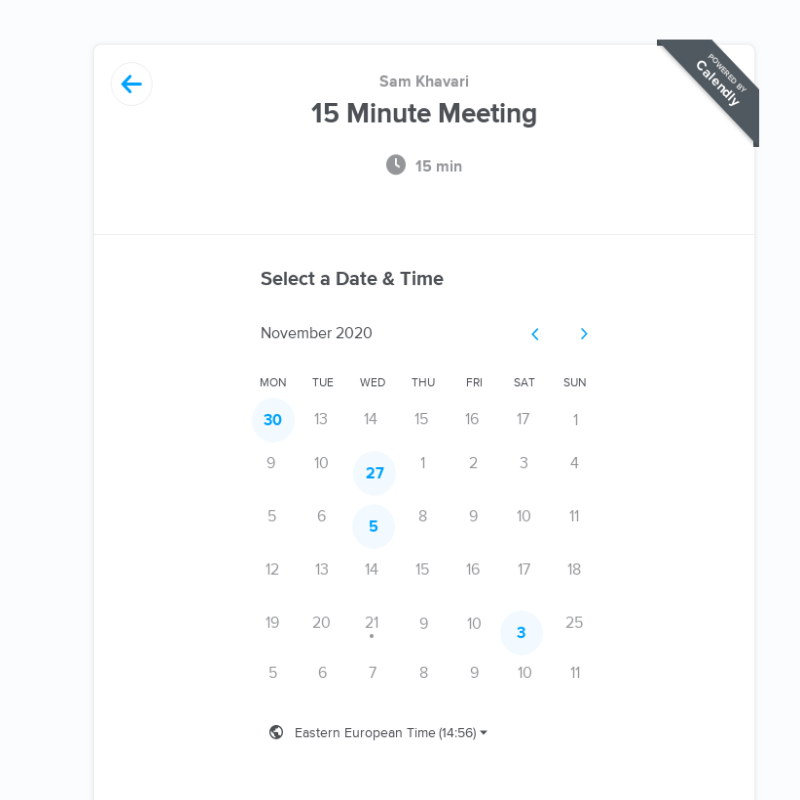 POWERED BY
Calendly
Sam Khavari
15 Minute Meeting
15 min
Select a Date & Time
November 2020
MON TUE WED THU FRI SAT SUN
30 13 14 15 16 17 1
9 10 27 1 2 3 4
5 6 5 8 9 10 11
12 13 14 15 16 17 18
19 20 21 9 10 3 25
5 6 7 8 9 10 11
Eastern European Time (14:56)